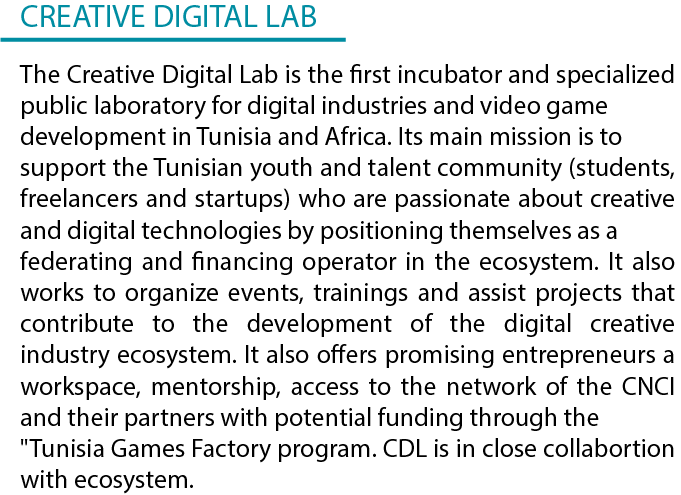 CREATIVE DIGITAL LAB
The Creative Digital Lab is the first incubator and specialized
public laboratory for digital industries and video game
development in Tunisia and Africa. Its main mission is to
support the Tunisian youth and talent community (students,
freelancers and startups) who are passionate about creative
and digital technologies by positioning themselves as a
federating and financing operator in the ecosystem. It also
works to organize events, trainings and assist projects that
contribute to the development of the digital creative
industry ecosystem. It also offers promising entrepreneurs a
workspace, mentorship, access to the network of the CNCI
and their partners with potential funding through the
"Tunisia Games Factory program. CDL is in close collabortion
with ecosystem.